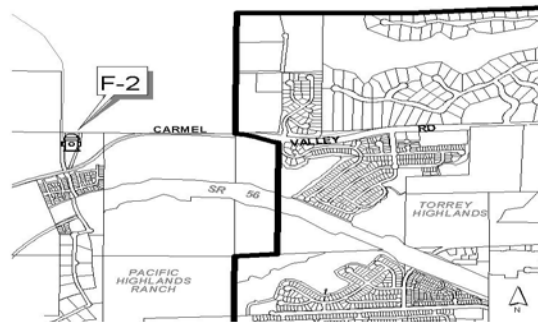 F-2
CARMEL
VALLEY
RD
SR 56
TORREY
HIGHLANDS
PACIFIC
HIGHLANDS
RANCH
N